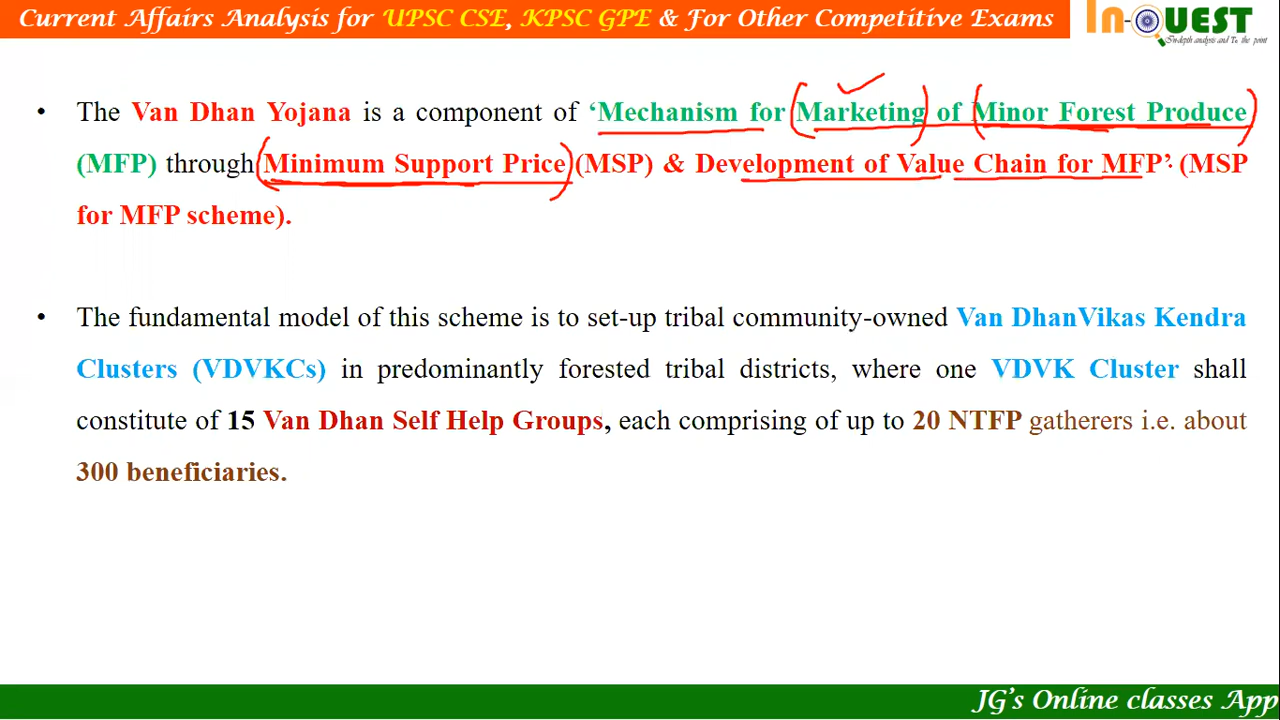 Current Affairs Analysis for UPSC CSE, KPSC GPE & For Other Competitive Exams
In-QUEST
In-depth analysis and To the point
• The Van Dhan Yojana is a component of ‘Mechanism for Marketing of Minor Forest Produce
(MFP) through Minimum Support Price (MSP) & Development of Value Chain for MFP’ (MSP
for MFP scheme).
• The fundamental model of this scheme is to set-up tribal community-owned Van DhanVikas Kendra
Clusters (VDVKCs) in predominantly forested tribal districts, where one VDVK Cluster shall
constitute of 15 Van Dhan Self Help Groups, each comprising of up to 20 NTFP gatherers i.e. about
300 beneficiaries.
JG's Online classes App